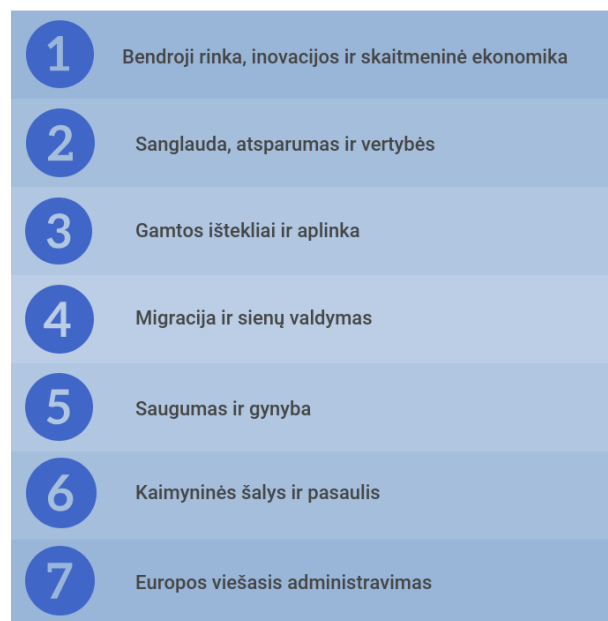 1 Bendroji rinka, inovacijos ir skaitmeninė ekonomika
2 Sanglauda, atsparumas ir vertybės
3 Gamtos ištekliai ir aplinka
4 Migracija ir sienų valdymas
5 Saugumas ir gynyba
6 Kaimyninės šalys ir pasaulis
7 Europos viešasis administravimas